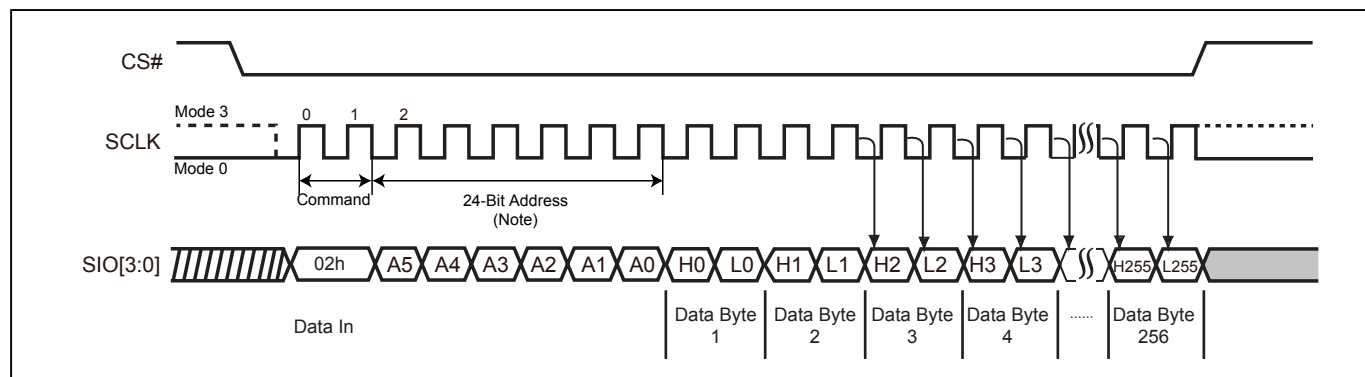 CS#
Mode 3
0 1 2
SCLK
Mode 0
Command
24-Bit Address
(Note)
SIO[3:0]
02h A5 A4 A3 A2 A1 A0 H0 L0 H1 L1 H2 L2 H3 L3 H255 L255
Data In
Data Byte
1
Data Byte
2
Data Byte
3
Data Byte
4
......
Data Byte
256